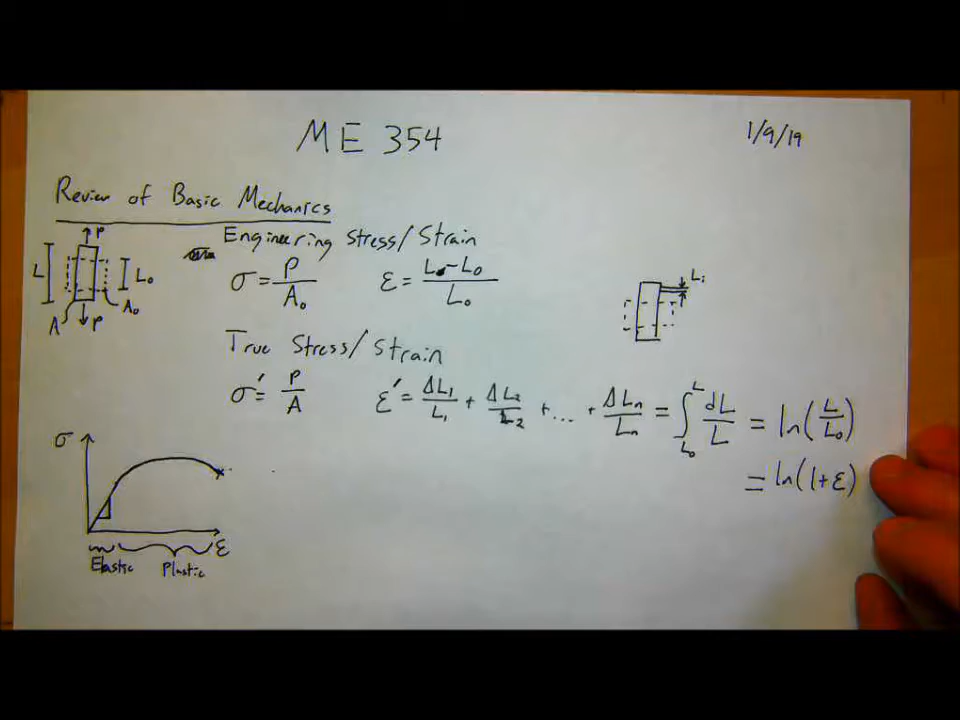 ME 354
1/9/19
Review of Basic Mechanics
P
L
L₀
A
A₀
P
Engineering Stress/Strain
σ = P/A₀
ε = (L - L₀)/L₀
Lᵢ
True Stress/Strain
σ' = P/A
ε' = ΔL₁/L₁ + ΔL₂/L₂ + ... + ΔLₙ/Lₙ = ∫_{L₀}^{L} dL/L = ln(L/L₀)
= ln(1+ε)
σ
ε
Elastic
Plastic